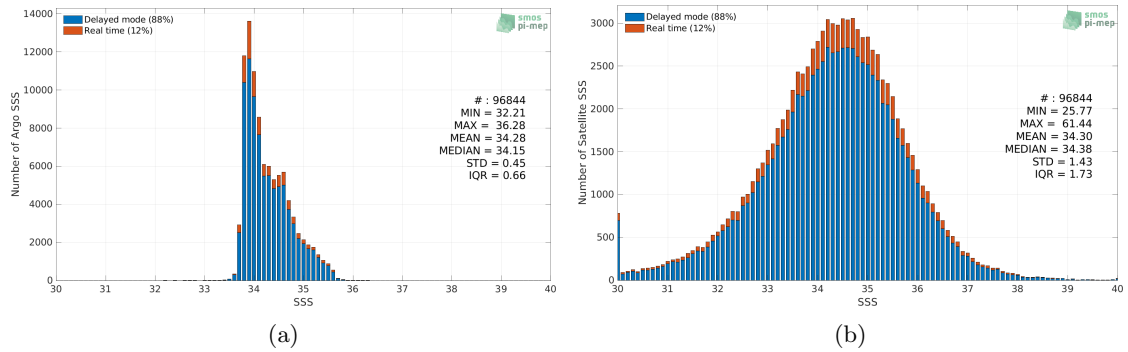 Delayed mode (88%)
Real time (12%)
smos
pi-mep
14000
12000
10000
8000
6000
4000
2000
0
Number of Argo SSS
# : 96844
MIN = 32.21
MAX = 36.28
MEAN = 34.28
MEDIAN = 34.15
STD = 0.45
IQR = 0.66
30 31 32 33 34 35 36 37 38 39 40
SSS
(a)
Delayed mode (88%)
Real time (12%)
smos
pi-mep
3000
2500
2000
1500
1000
500
0
Number of Satellite SSS
# : 96844
MIN = 25.77
MAX = 61.44
MEAN = 34.30
MEDIAN = 34.38
STD = 1.43
IQR = 1.73
30 31 32 33 34 35 36 37 38 39 40
SSS
(b)